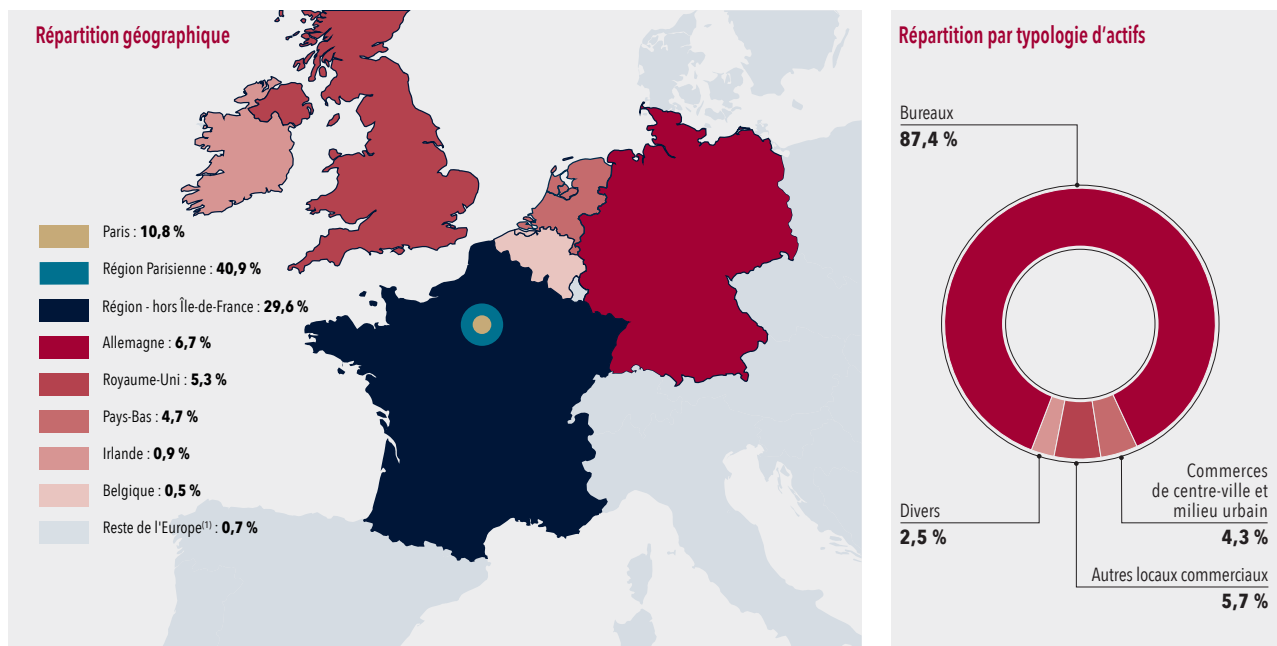 Répartition géographique
Paris : 10,8 %
Région Parisienne : 40,9 %
Région - hors Île-de-France : 29,6 %
Allemagne : 6,7 %
Royaume-Uni : 5,3 %
Pays-Bas : 4,7 %
Irlande : 0,9 %
Belgique : 0,5 %
Reste de l'Europe(1) : 0,7 %
Répartition par typologie d'actifs
Bureaux
87,4 %
Divers
2,5 %
Commerces
de centre-ville et
milieu urbain
4,3 %
Autres locaux commerciaux
5,7 %